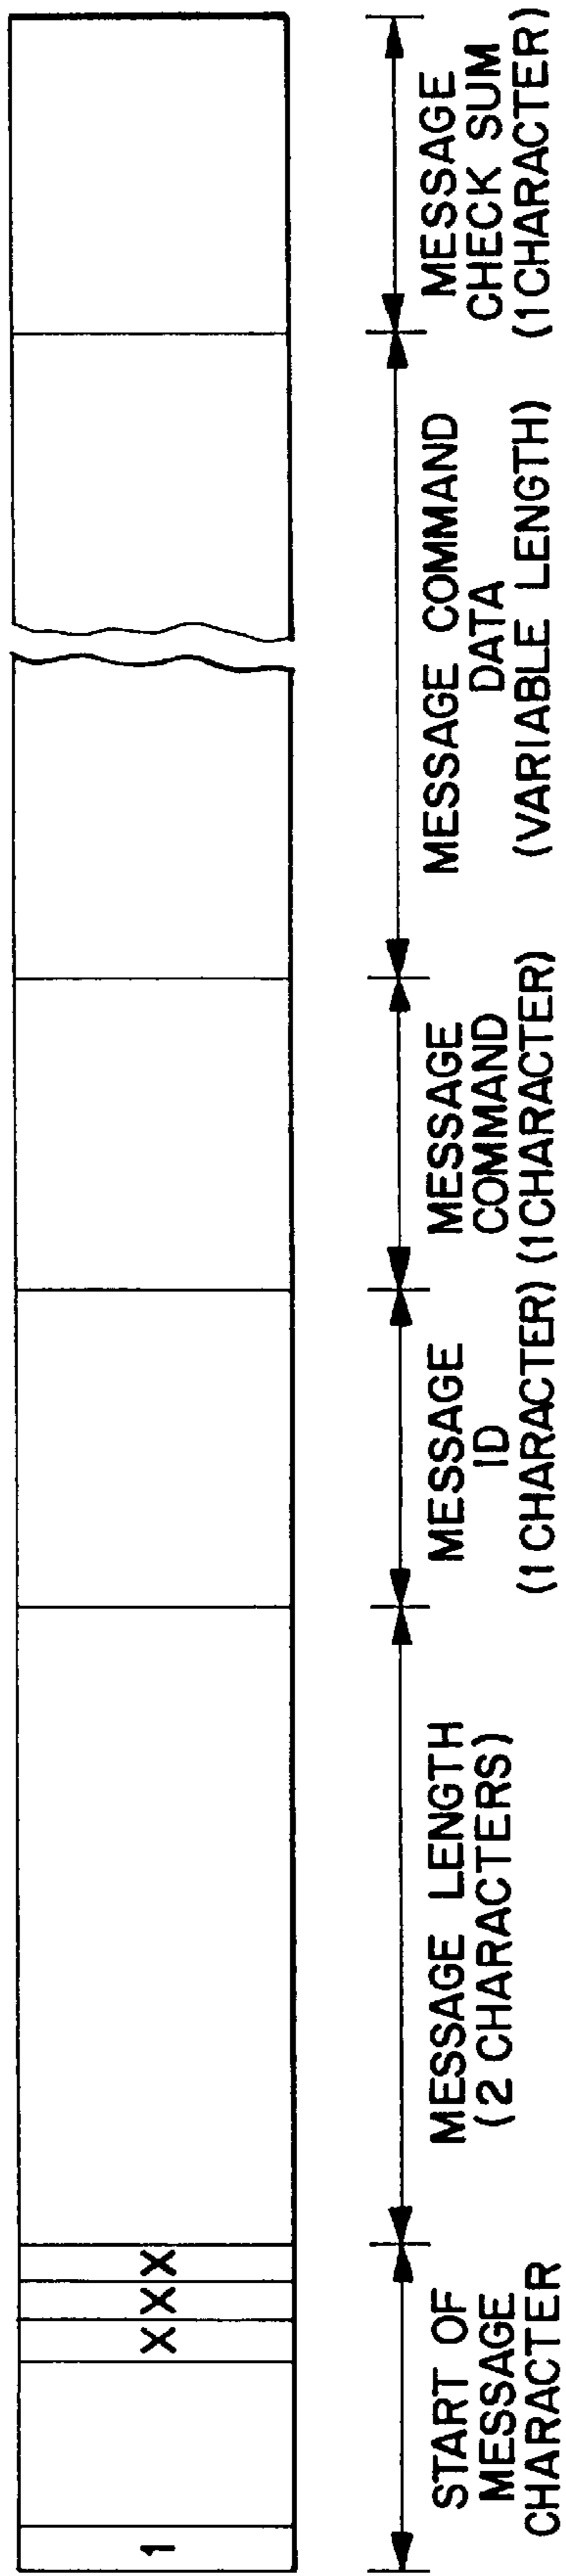 1 X X X
START OF
MESSAGE
CHARACTER
MESSAGE LENGTH
(2 CHARACTERS)
MESSAGE
ID
(1 CHARACTER)
MESSAGE
COMMAND
(1 CHARACTER)
MESSAGE COMMAND
DATA
(VARIABLE LENGTH)
MESSAGE
CHECK SUM
(1 CHARACTER)